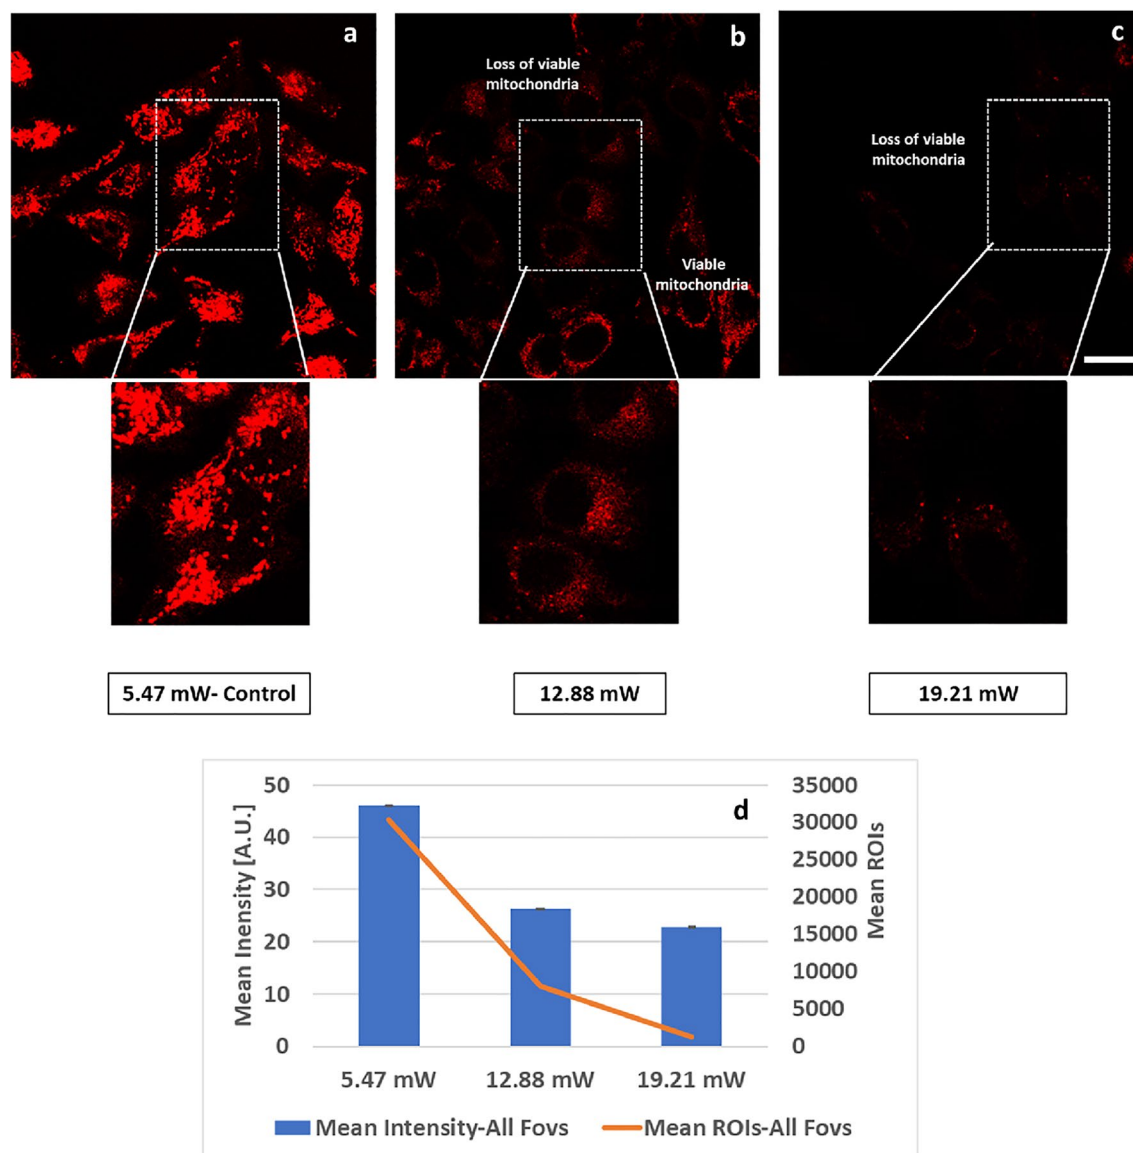 a
b
c
Loss of viable
mitochondria
Loss of viable
mitochondria
Viable
mitochondria
5.47 mW- Control
12.88 mW
19.21 mW
d
Mean Inensity [A.U.]
50
40
30
20
10
0
35000
30000
25000
20000
15000
10000
5000
0
Mean ROIs
5.47 mW 12.88 mW 19.21 mW
Mean Intensity-All Fovs Mean ROIs-All Fovs